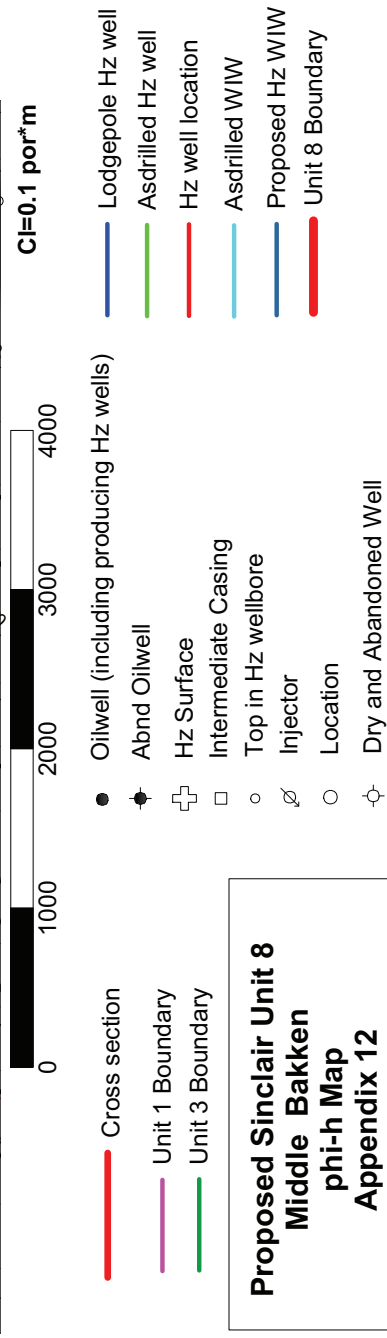 CI=0.1 por*m
0 1000 2000 3000 4000
Cross section
Unit 1 Boundary
Unit 3 Boundary
Proposed Sinclair Unit 8
Middle Bakken
phi-h Map
Appendix 12
Oilwell (including producing Hz wells)
Abnd Oilwell
Hz Surface
Intermediate Casing
Top in Hz wellbore
Injector
Location
Dry and Abandoned Well
Lodgepole Hz well
Asdrilled Hz well
Hz well location
Asdrilled WIW
Proposed Hz WIW
Unit 8 Boundary